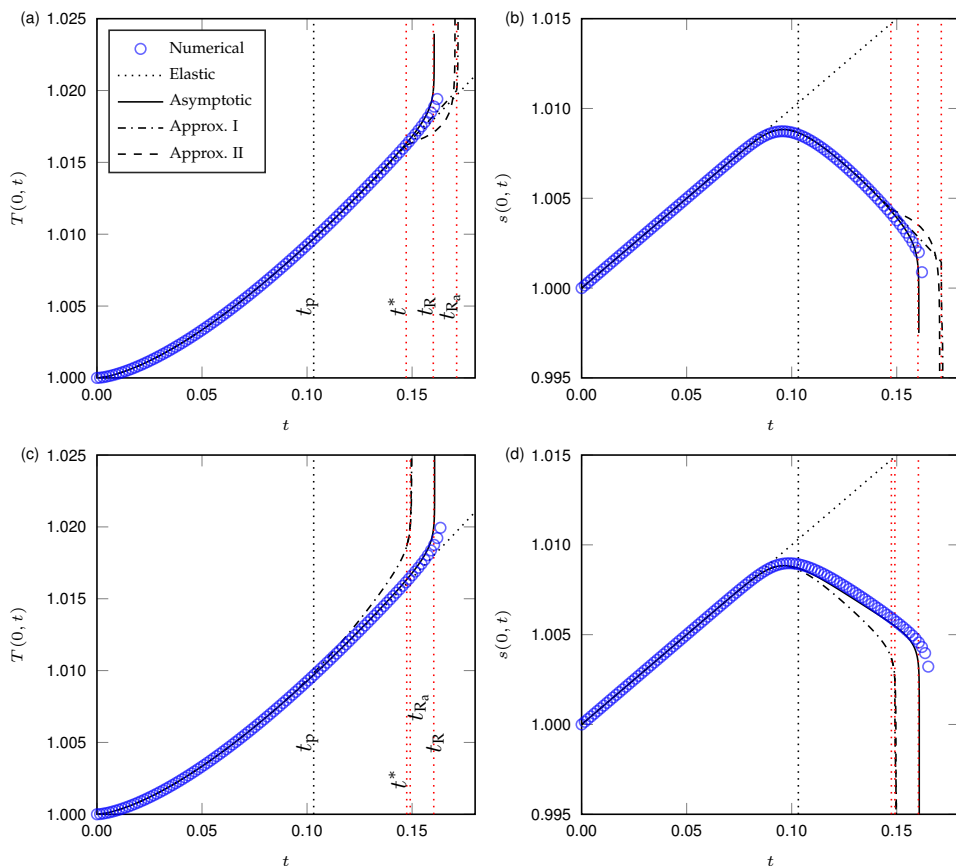 (a)
1.025
1.020
1.015
1.010
1.005
1.000
T(0, t)
Numerical
Elastic
Asymptotic
Approx. I
Approx. II
t_p
t*
t_R
t_{R_a}
0.00
0.05
0.10
0.15
t
(b)
1.015
1.010
1.005
1.000
0.995
s(0, t)
0.00
0.05
0.10
0.15
t
(c)
1.025
1.020
1.015
1.010
1.005
1.000
T(0, t)
t_p
t*
t_{R_a}
t_R
0.00
0.05
0.10
0.15
t
(d)
1.015
1.010
1.005
1.000
0.995
s(0, t)
0.00
0.05
0.10
0.15
t